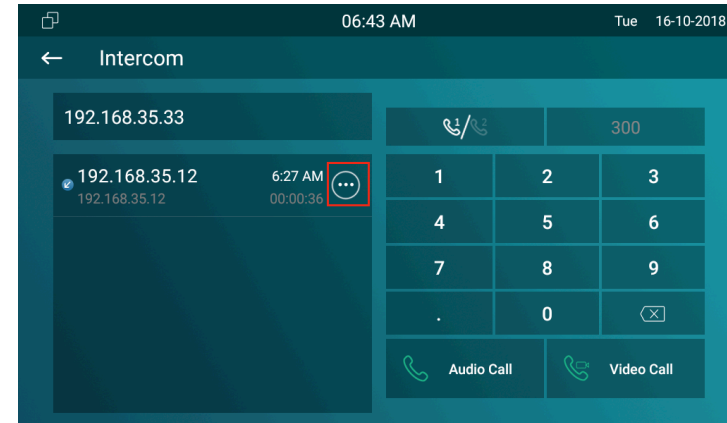 06:43 AM
Tue 16-10-2018
Intercom
192.168.35.33
192.168.35.12 6:27 AM
192.168.35.12 00:00:36
1/2 300
1 2 3
4 5 6
7 8 9
. 0
Audio Call Video Call